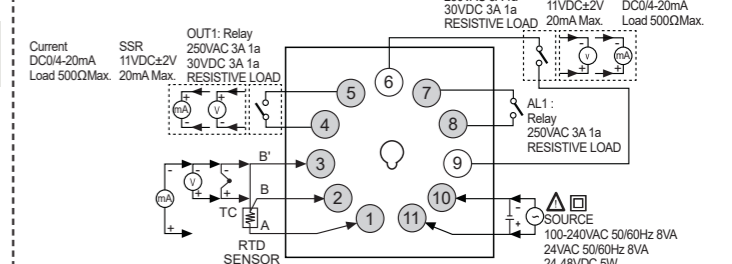 30VDC 3A 1a
RESISTIVE LOAD
11VDC±2V
20mA Max.
DC0/4-20mA
Load 500ΩMax.
Current
DC0/4-20mA
Load 500ΩMax.
SSR
11VDC±2V
20mA Max.
OUT1: Relay
250VAC 3A 1a
30VDC 3A 1a
RESISTIVE LOAD
mA
V
V
mA
5
6
7
4
8
AL1 :
Relay
250VAC 3A 1a
RESISTIVE LOAD
3
9
B'
mA
V
B
TC
A
2
10
1
11
RTD
SENSOR
SOURCE
100-240VAC 50/60Hz 8VA
24VAC 50/60Hz 8VA
24-48VDC 5W